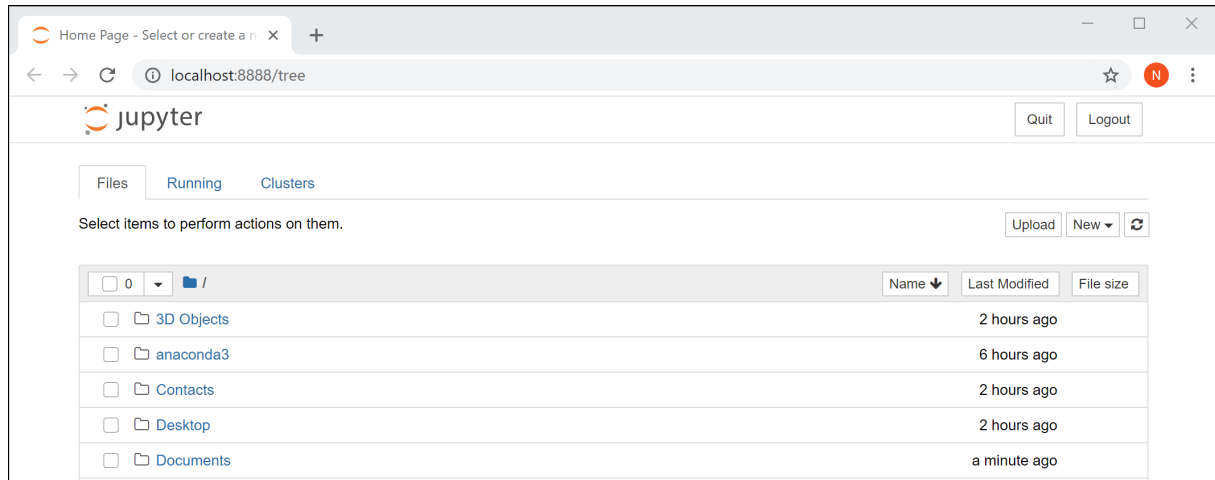 Home Page - Select or create a n
localhost:8888/tree
N
jupyter
Quit Logout
Files Running Clusters
Select items to perform actions on them.
Upload New
0 / Name Last Modified File size
3D Objects 2 hours ago
anaconda3 6 hours ago
Contacts 2 hours ago
Desktop 2 hours ago
Documents a minute ago